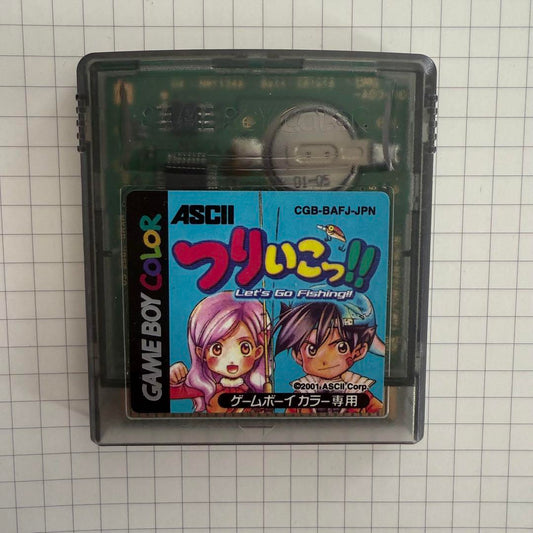 GAME BOY COLOR
01-05
ASCII
CGB-BAFJ-JPN
つりいこっ!!
Let's Go Fishing!!
©2001 ASCII Corp.
ゲームボーイカラー専用